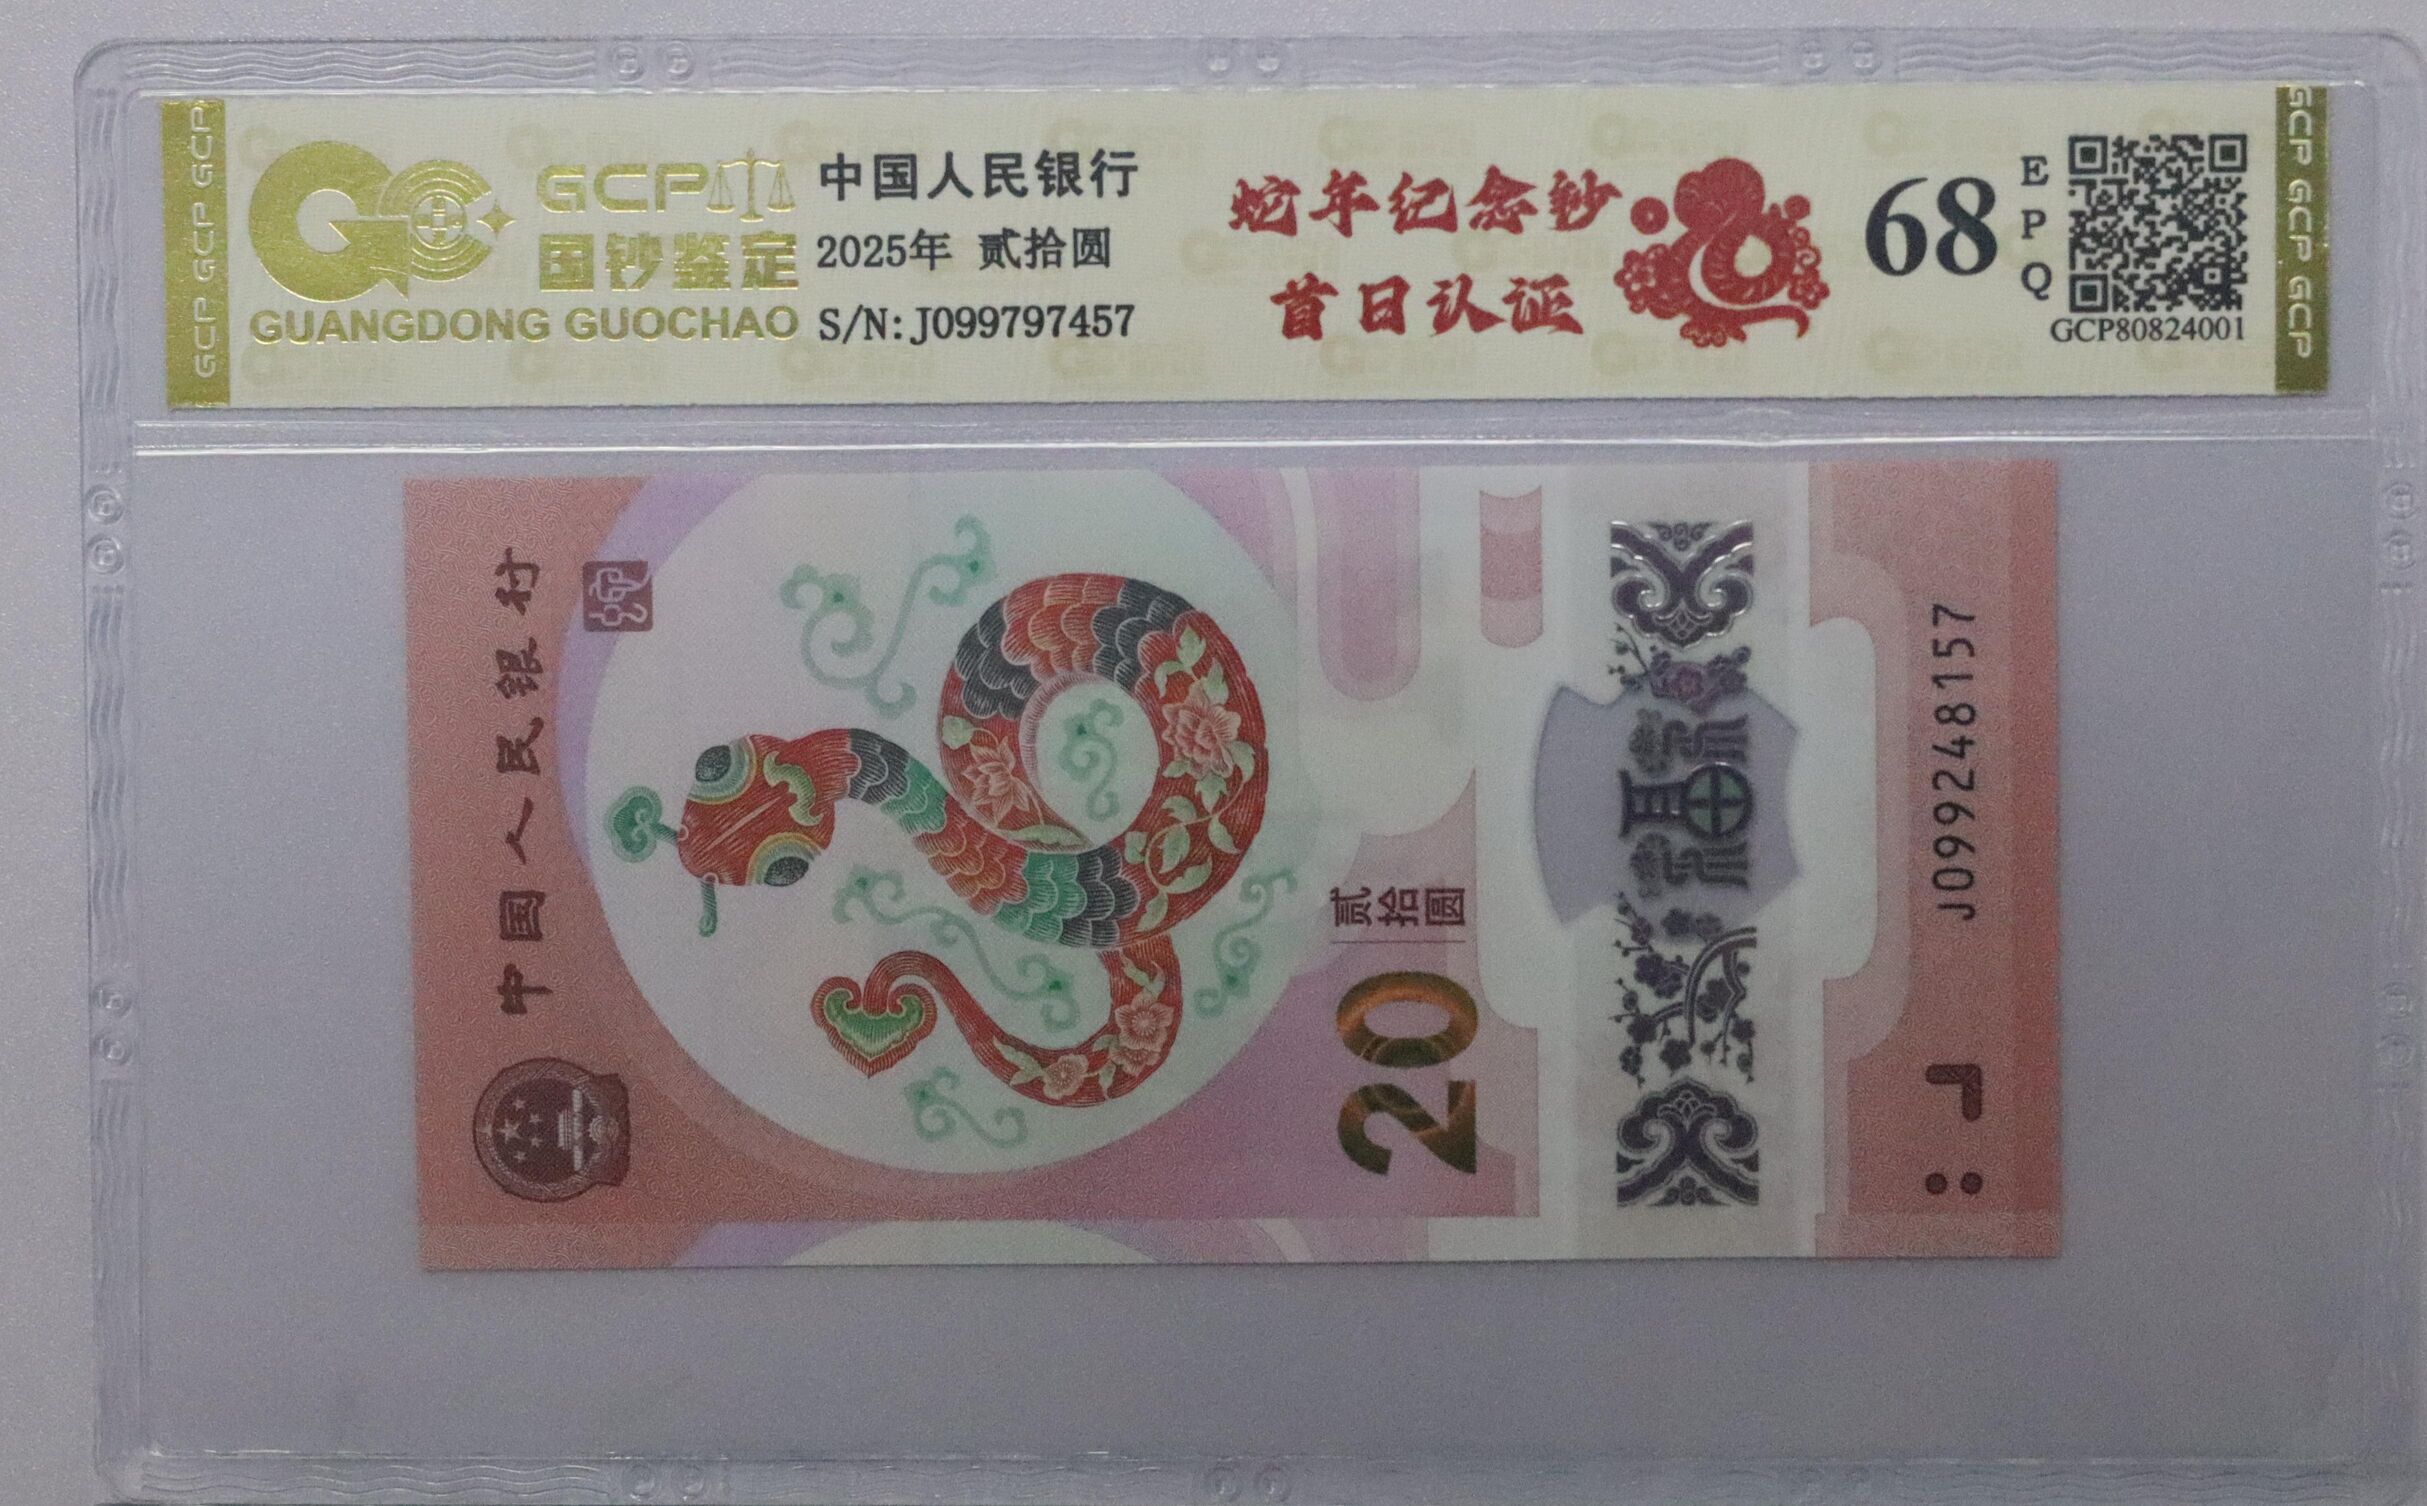 GCP GCP GCP
GCP
国钞鉴定
GUANGDONG GUOCHAO
中国人民银行
2025年 贰拾圆
S/N: J099797457
蛇年纪念钞
首日认证
68
EPQ
GCP80824001
GCP GCP GCP
中国人民银行
贰拾圆
20
J099248157